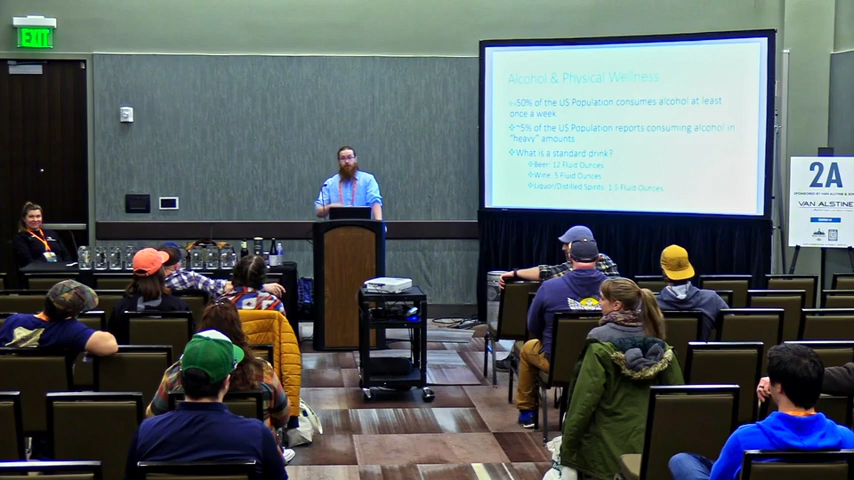 EXIT
Alcohol & Physical Wellness
50% of the US Population consumes alcohol at least
once a week
~5% of the US Population reports consuming alcohol in
"heavy" amounts
What is a standard drink?
Beer: 12 Fluid Ounces
Wine: 5 Fluid Ounces
Liquor/Distilled Spirits: 1.5 Fluid Ounces
2A
VAN ALSTINE